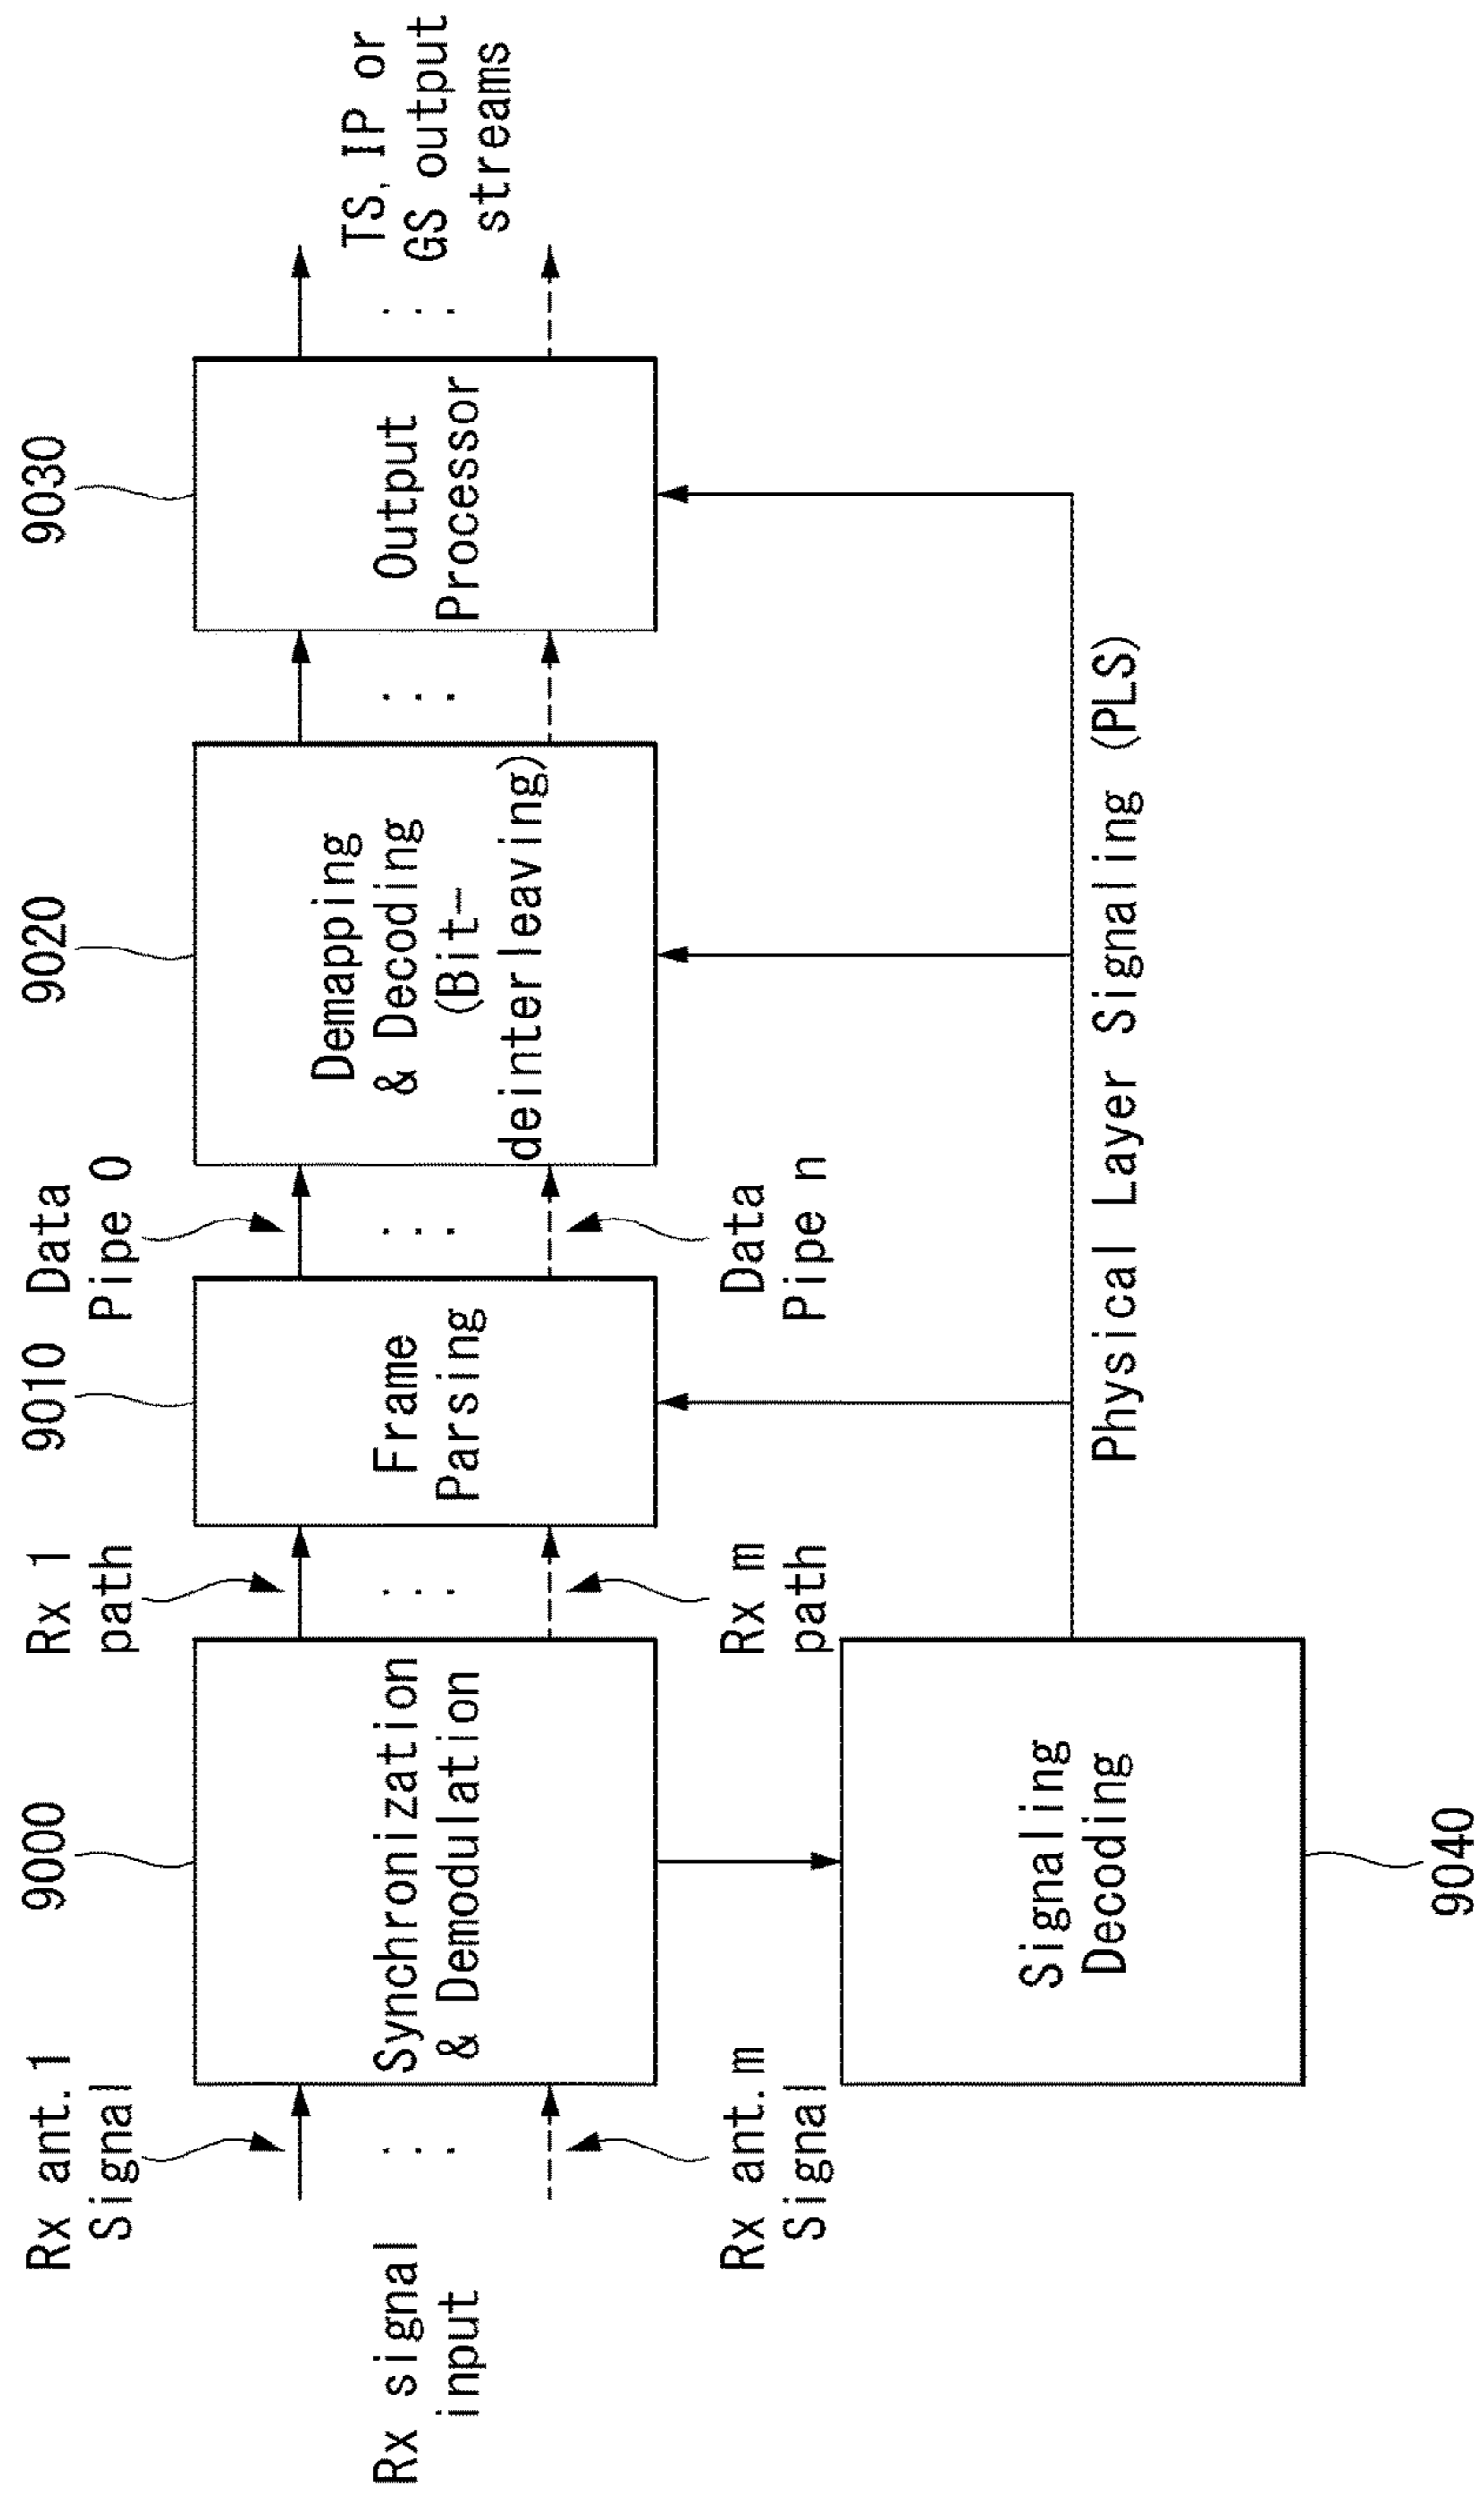 Rx signal
input
Rx ant.1
Signal
Rx ant.m
Signal
9000
Synchronization
& Demodulation
Rx 1
path
Rx m
path
9010
Frame
Parsing
Data
Pipe 0
Data
Pipe n
9020
Demapping
& Decoding
(Bit-
deinterleaving)
9030
Output
Processor
TS, IP or
GS output
streams
Signaling
Decoding
9040
Physical Layer Signaling (PLS)